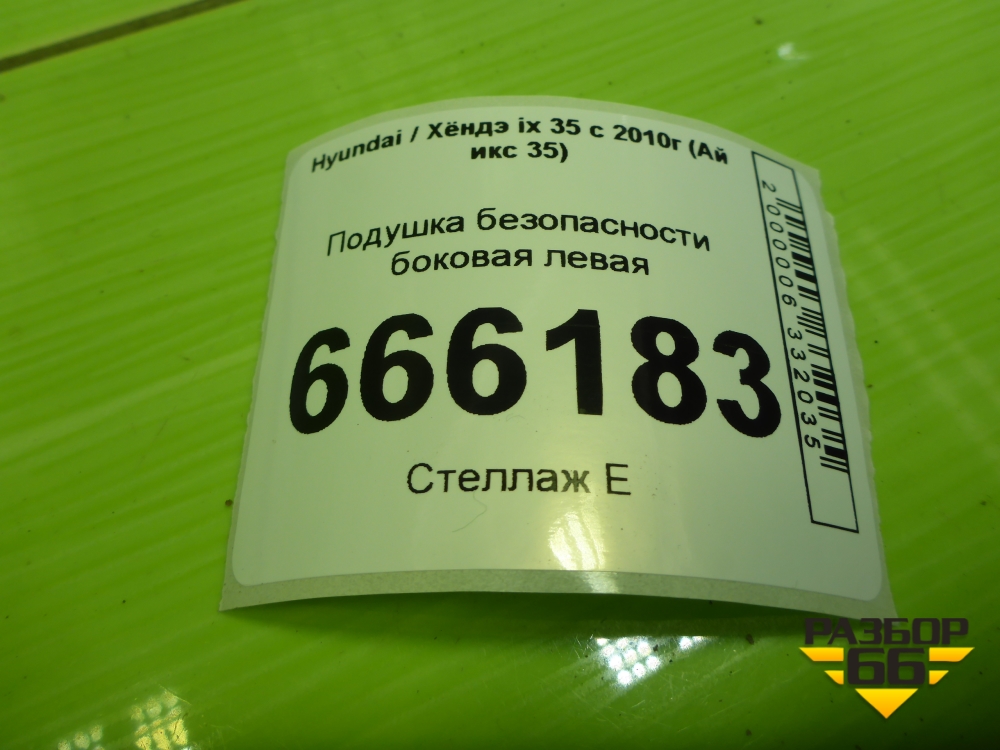 Hyundai / Хёндэ ix 35 с 2010г (Ай
икс 35)
Подушка безопасности
боковая левая
666183
Стеллаж Е
2000006332035
РАЗБОР
66